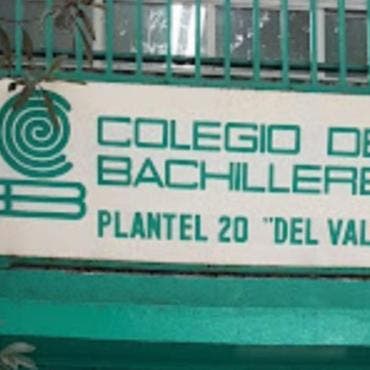 COLEGIO DE
BACHILLERE
PLANTEL 20 "DEL VAL